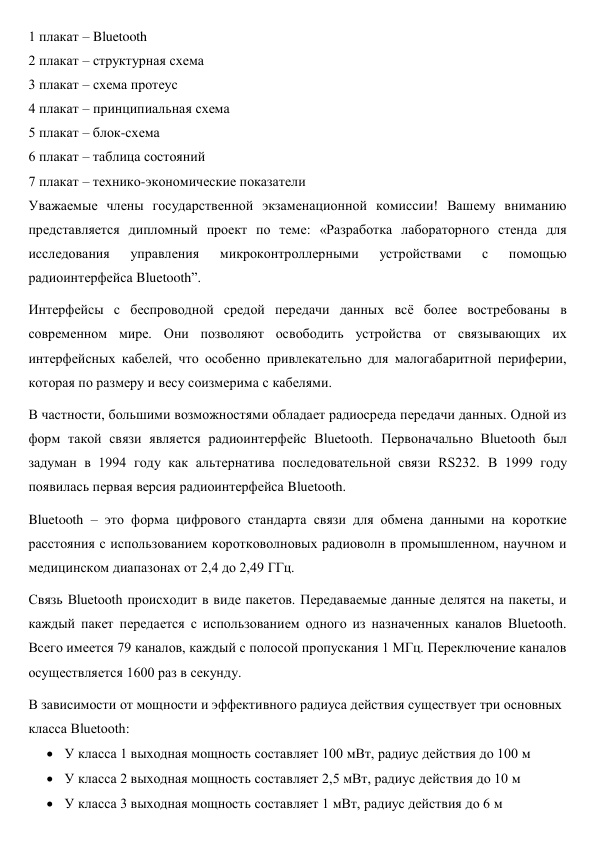 1 плакат – Bluetooth
2 плакат – структурная схема
3 плакат – схема протеус
4 плакат – принципиальная схема
5 плакат – блок-схема
6 плакат – таблица состояний
7 плакат – технико-экономические показатели
Уважаемые члены государственной экзаменационной комиссии! Вашему вниманию
представляется дипломный проект по теме: «Разработка лабораторного стенда для
исследования управления микроконтроллерными устройствами с помощью
радиоинтерфейса Bluetooth”.
Интерфейсы с беспроводной средой передачи данных всё более востребованы в
современном мире. Они позволяют освободить устройства от связывающих их
интерфейсных кабелей, что особенно привлекательно для малогабаритной периферии,
которая по размеру и весу соизмерима с кабелями.
В частности, большими возможностями обладает радиосреда передачи данных. Одной из
форм такой связи является радиоинтерфейс Bluetooth. Первоначально Bluetooth был
задуман в 1994 году как альтернатива последовательной связи RS232. В 1999 году
появилась первая версия радиоинтерфейса Bluetooth.
Bluetooth – это форма цифрового стандарта связи для обмена данными на короткие
расстояния с использованием коротковолновых радиоволн в промышленном, научном и
медицинском диапазонах от 2,4 до 2,49 ГГц.
Связь Bluetooth происходит в виде пакетов. Передаваемые данные делятся на пакеты, и
каждый пакет передается с использованием одного из назначенных каналов Bluetooth.
Всего имеется 79 каналов, каждый с полосой пропускания 1 МГц. Переключение каналов
осуществляется 1600 раз в секунду.
В зависимости от мощности и эффективного радиуса действия существует три основных
класса Bluetooth:
• У класса 1 выходная мощность составляет 100 мВт, радиус действия до 100 м
• У класса 2 выходная мощность составляет 2,5 мВт, радиус действия до 10 м
• У класса 3 выходная мощность составляет 1 мВт, радиус действия до 6 м